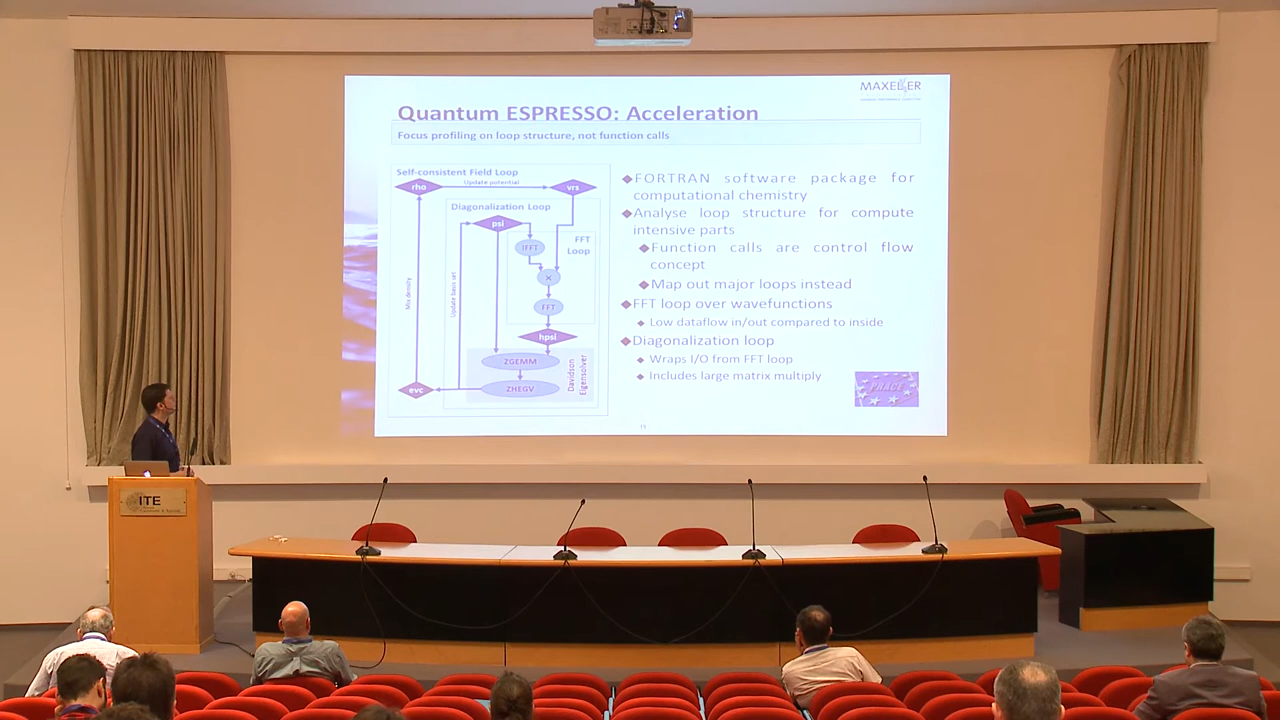 MAXELER
Quantum ESPRESSO: Acceleration
Focus profiling on loop structure, not function calls
Self-consistent Field Loop
rho
Update potential
vrs
Diagonalization Loop
psi
IFFT
FFT
Loop
×
FFT
hpsi
ZGEMM
ZHEGV
Davidson
Eigensolver
evc
Mix density
Update basis set
FORTRAN software package for
computational chemistry
Analyse loop structure for compute
intensive parts
Function calls are control flow
concept
Map out major loops instead
FFT loop over wavefunctions
Low dataflow in/out compared to inside
Diagonalization loop
Wraps I/O from FFT loop
Includes large matrix multiply
PRACE
ITE